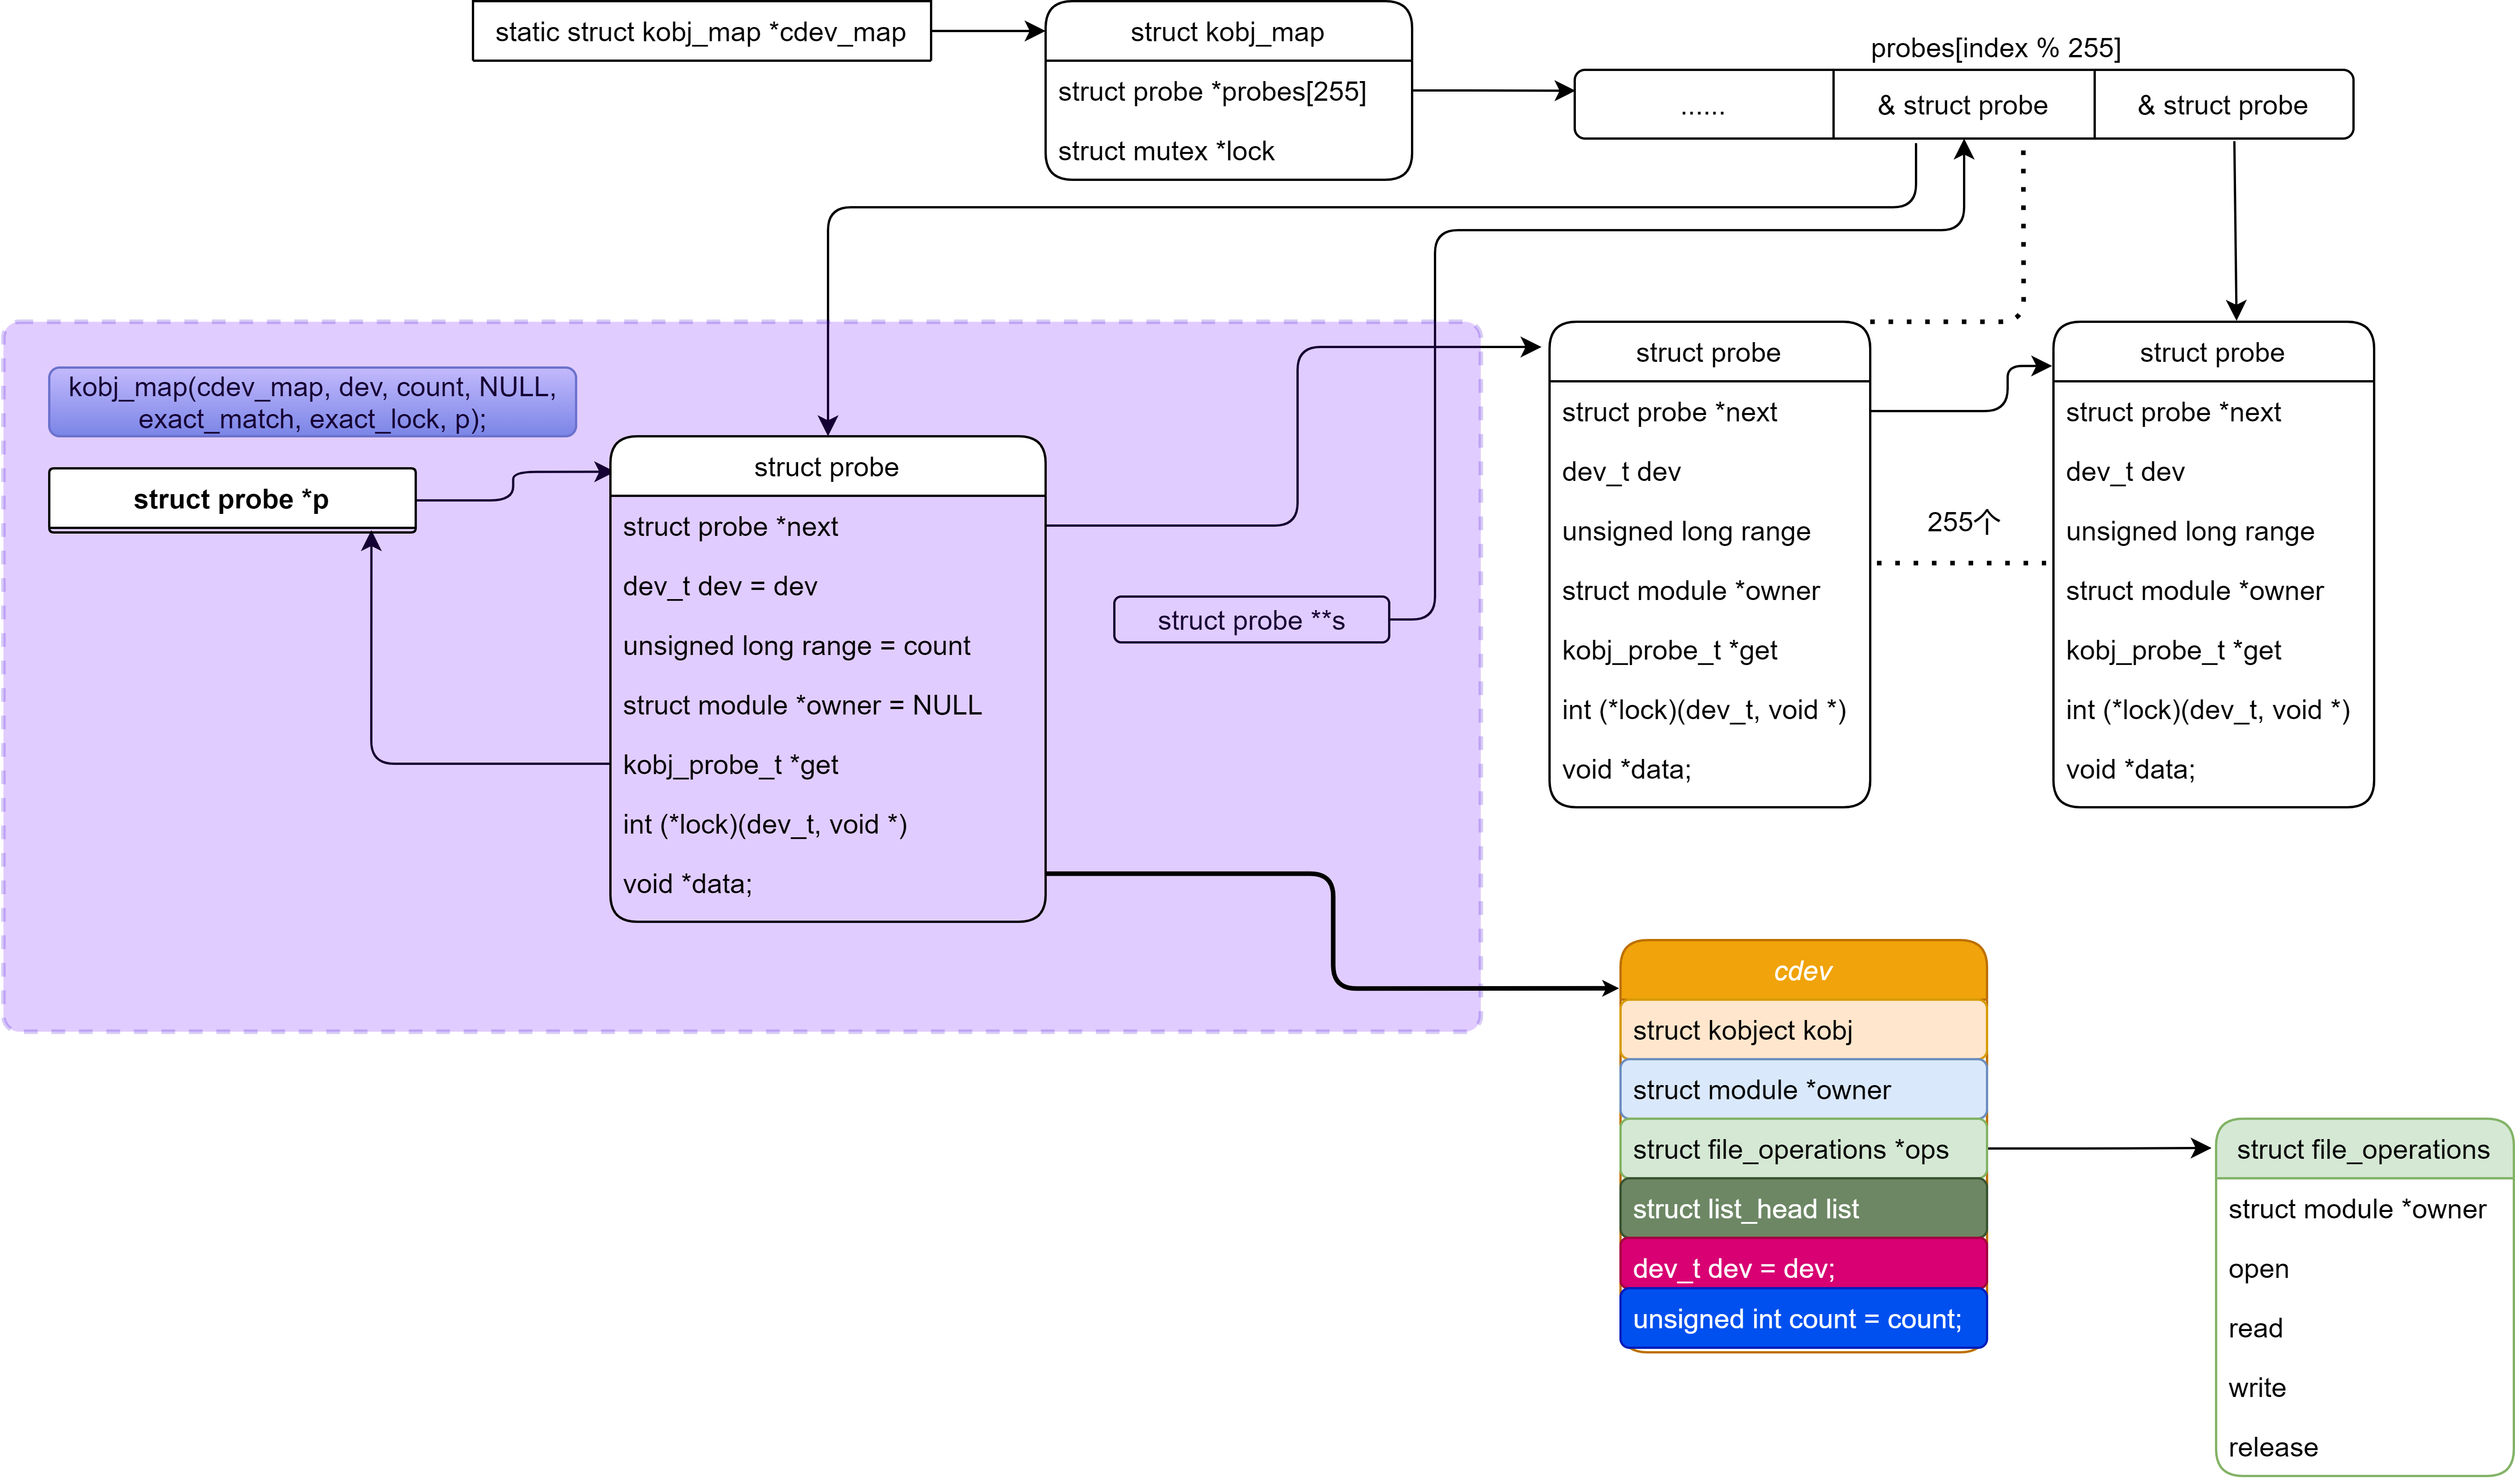 static struct kobj_map *cdev_map
struct kobj_map
struct probe *probes[255]
struct mutex *lock
probes[index % 255]
......
& struct probe
& struct probe
kobj_map(cdev_map, dev, count, NULL,
exact_match, exact_lock, p);
struct probe *p
struct probe
struct probe *next
dev_t dev = dev
unsigned long range = count
struct module *owner = NULL
kobj_probe_t *get
int (*lock)(dev_t, void *)
void *data;
struct probe **s
struct probe
struct probe *next
dev_t dev
unsigned long range
struct module *owner
kobj_probe_t *get
int (*lock)(dev_t, void *)
void *data;
255个
struct probe
struct probe *next
dev_t dev
unsigned long range
struct module *owner
kobj_probe_t *get
int (*lock)(dev_t, void *)
void *data;
cdev
struct kobject kobj
struct module *owner
struct file_operations *ops
struct list_head list
dev_t dev = dev;
unsigned int count = count;
struct file_operations
struct module *owner
open
read
write
release